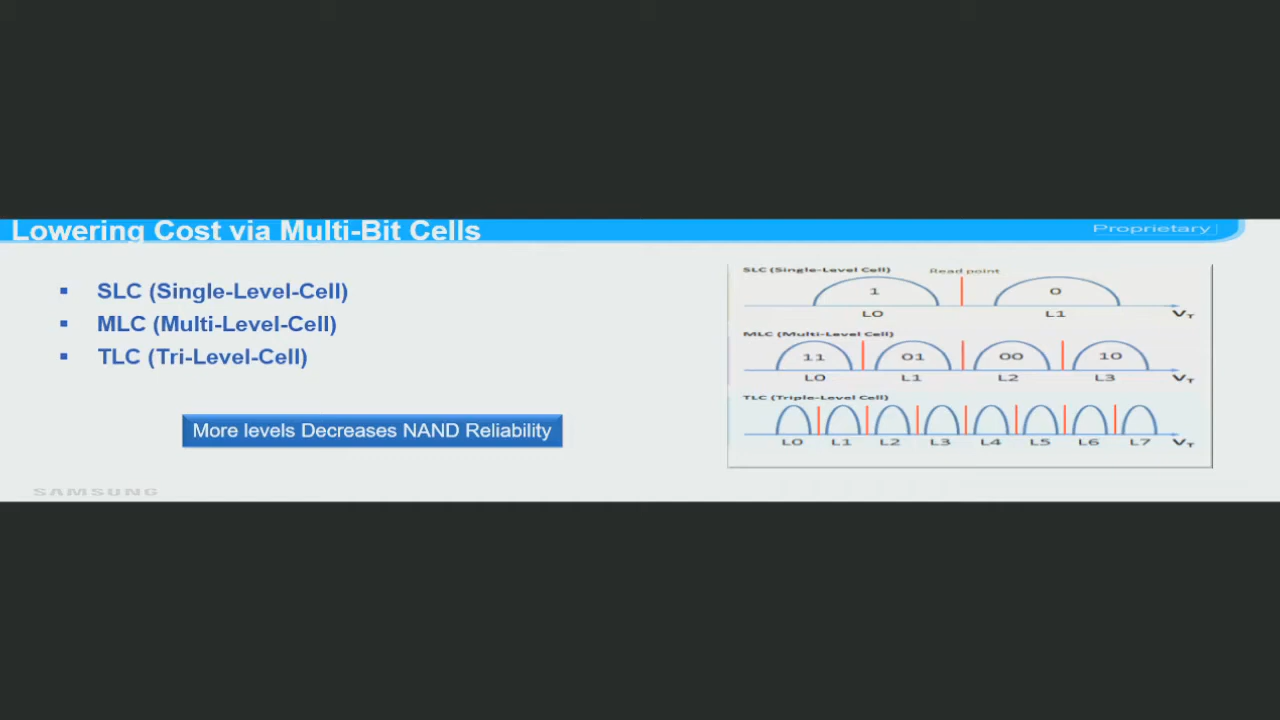 Lowering Cost via Multi-Bit Cells
Proprietary
▪ SLC (Single-Level-Cell)
▪ MLC (Multi-Level-Cell)
▪ TLC (Tri-Level-Cell)
More levels Decreases NAND Reliability
SLC (Single-Level Cell) Read point
1 0
L0 L1 VT
MLC (Multi-Level Cell)
11 01 00 10
L0 L1 L2 L3 VT
TLC (Triple-Level Cell)
L0 L1 L2 L3 L4 L5 L6 L7 VT
SAMSUNG